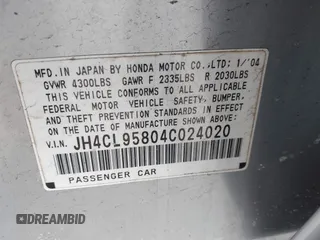 MFD. IN JAPAN BY HONDA MOTOR CO.,LTD: 1/'04
GVWR 4300LBS GAWR F 2335LBS R 2030LBS
THIS VEHICLE CONFORMS TO ALL APPLICABLE
FEDERAL MOTOR VEHICLE SAFETY, BUMPER,
AND THEFT PREVENTION STANDARDS IN EFFECT
ON THE DATE OF MANUFACTURE SHOWN ABOVE.
V.I.N. JH4CL95804C024020
PASSENGER CAR
DREAMBID